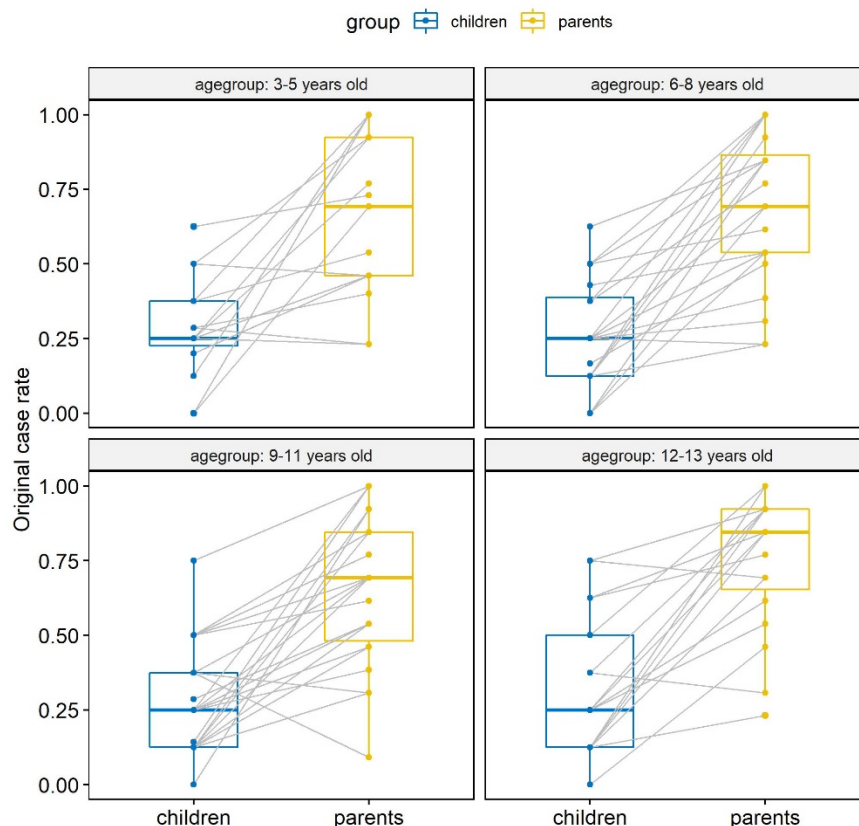 group children parents
agegroup: 3-5 years old
agegroup: 6-8 years old
1.00
0.75
0.50
0.25
0.00
agegroup: 9-11 years old
agegroup: 12-13 years old
1.00
0.75
0.50
0.25
0.00
Original case rate
children parents children parents